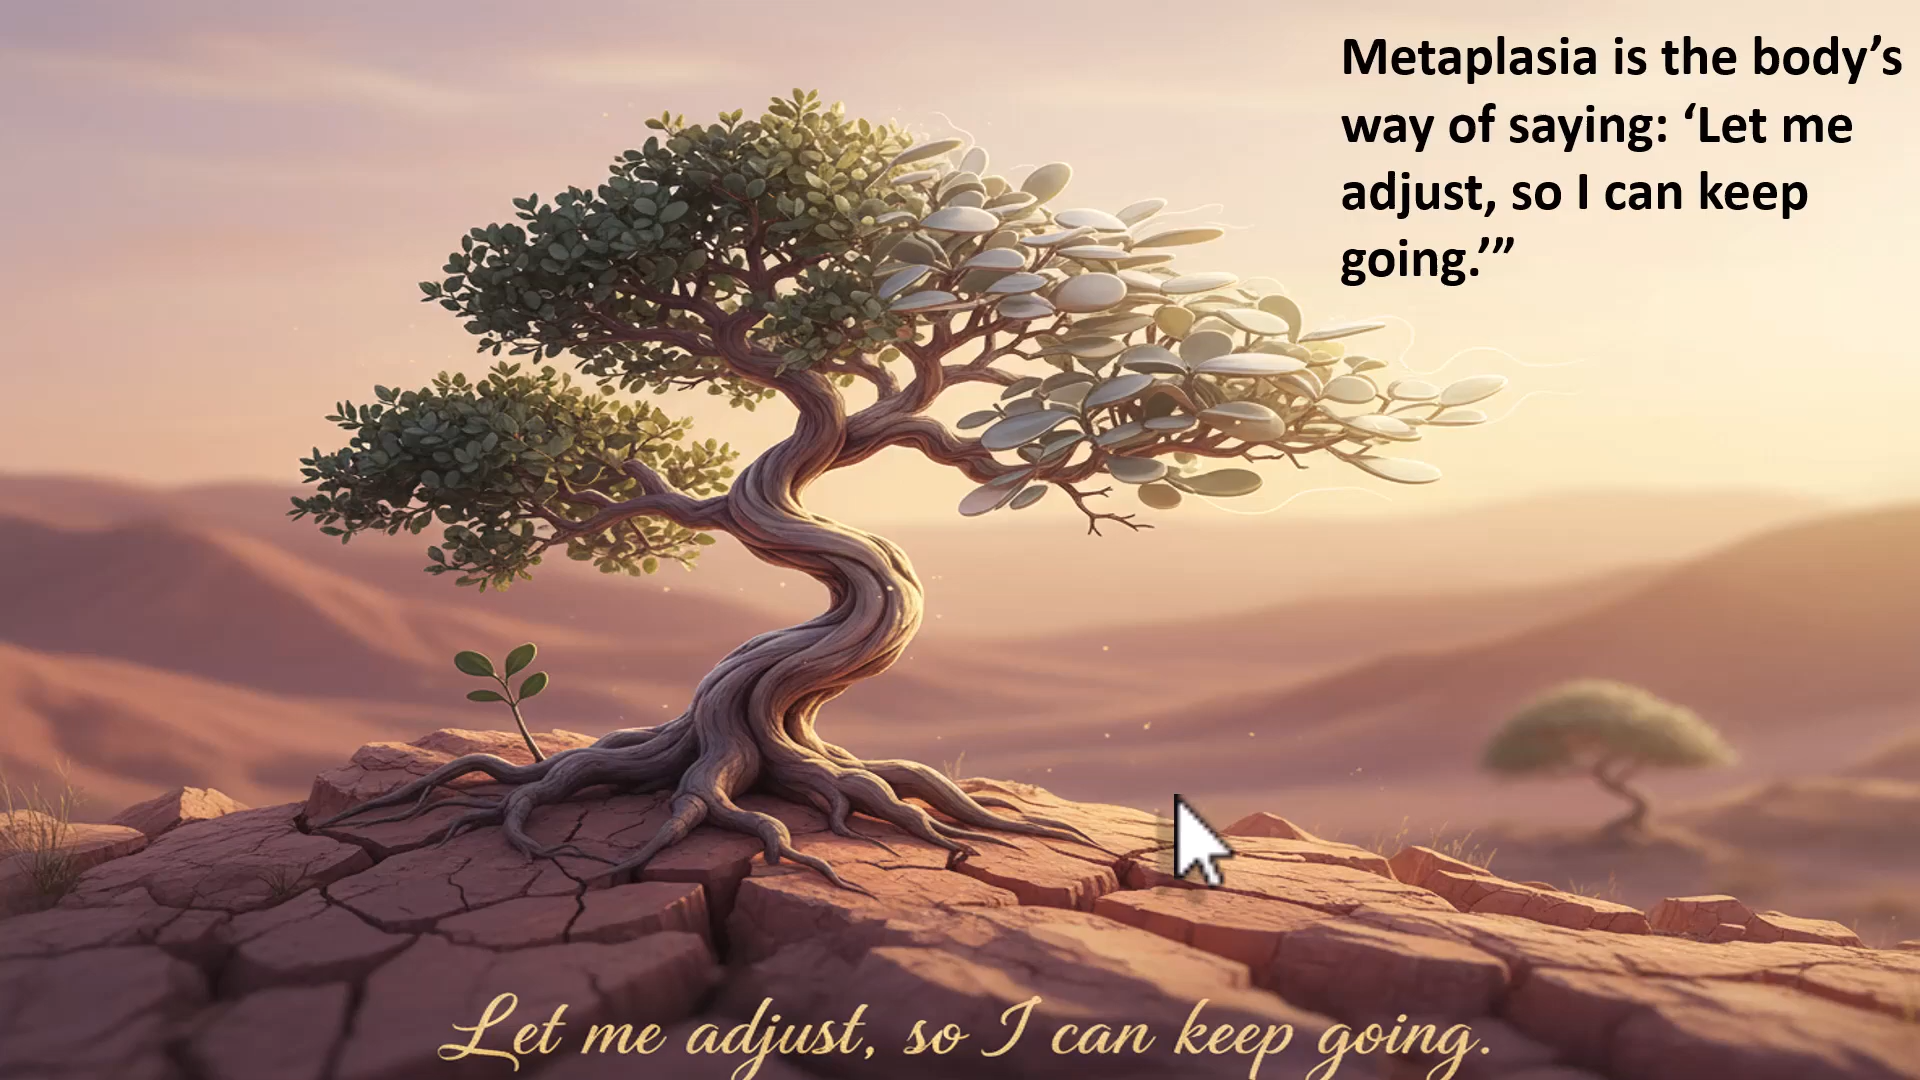 Metaplasia is the body’s
way of saying: ‘Let me
adjust, so I can keep
going.’”
Let me adjust, so I can keep going.